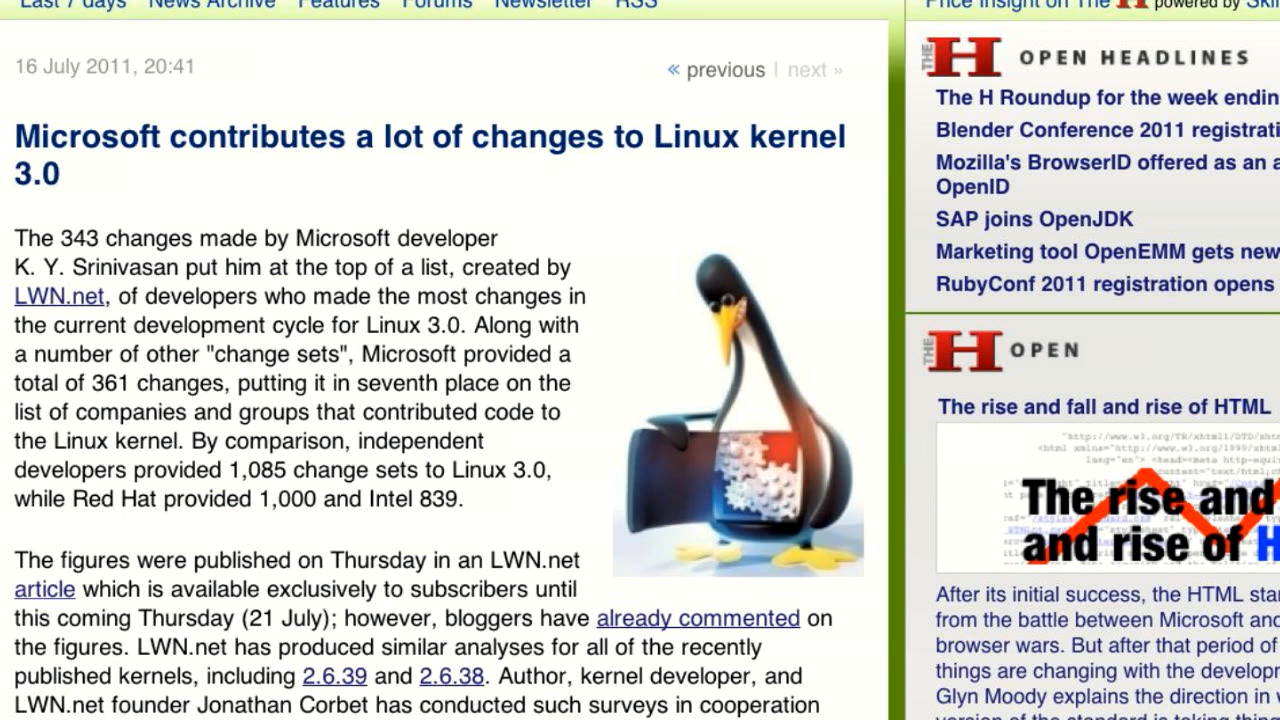 Last 7 days News Archive Features Forums Newsletter RSS
16 July 2011, 20:41
« previous | next »
Microsoft contributes a lot of changes to Linux kernel
3.0
The 343 changes made by Microsoft developer
K. Y. Srinivasan put him at the top of a list, created by
LWN.net, of developers who made the most changes in
the current development cycle for Linux 3.0. Along with
a number of other "change sets", Microsoft provided a
total of 361 changes, putting it in seventh place on the
list of companies and groups that contributed code to
the Linux kernel. By comparison, independent
developers provided 1,085 change sets to Linux 3.0,
while Red Hat provided 1,000 and Intel 839.
The figures were published on Thursday in an LWN.net
article which is available exclusively to subscribers until
this coming Thursday (21 July); however, bloggers have already commented on
the figures. LWN.net has produced similar analyses for all of the recently
published kernels, including 2.6.39 and 2.6.38. Author, kernel developer, and
LWN.net founder Jonathan Corbet has conducted such surveys in cooperation
Price Insight on The H powered by
THE H OPEN HEADLINES
The H Roundup for the week
Blender Conference 2011
Mozilla's BrowserID offered as an
OpenID
SAP joins OpenJDK
Marketing tool OpenEMM gets new
RubyConf 2011 registration opens
THE H OPEN
The rise and fall and rise of HTML
The rise and
and rise of
After its initial success, the HTML
from the battle between Microsoft
browser wars. But after that period of
things are changing with the
Glyn Moody explains the direction in
version of the standard is taking